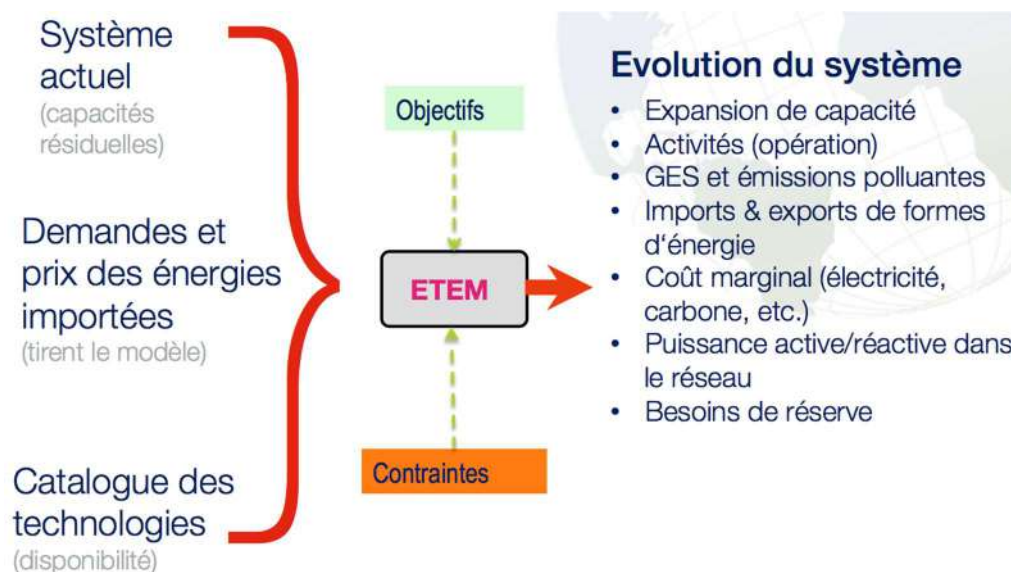 Système
actuel
(capacités
résiduelles)
Demandes et
prix des énergies
importées
(tirent le modèle)
Catalogue des
technologies
(disponibilité)
Objectifs
ETEM
Contraintes
Evolution du système
• Expansion de capacité
• Activités (opération)
• GES et émissions polluantes
• Imports & exports de formes
d'énergie
• Coût marginal (électricité,
carbone, etc.)
• Puissance active/réactive dans
le réseau
• Besoins de réserve